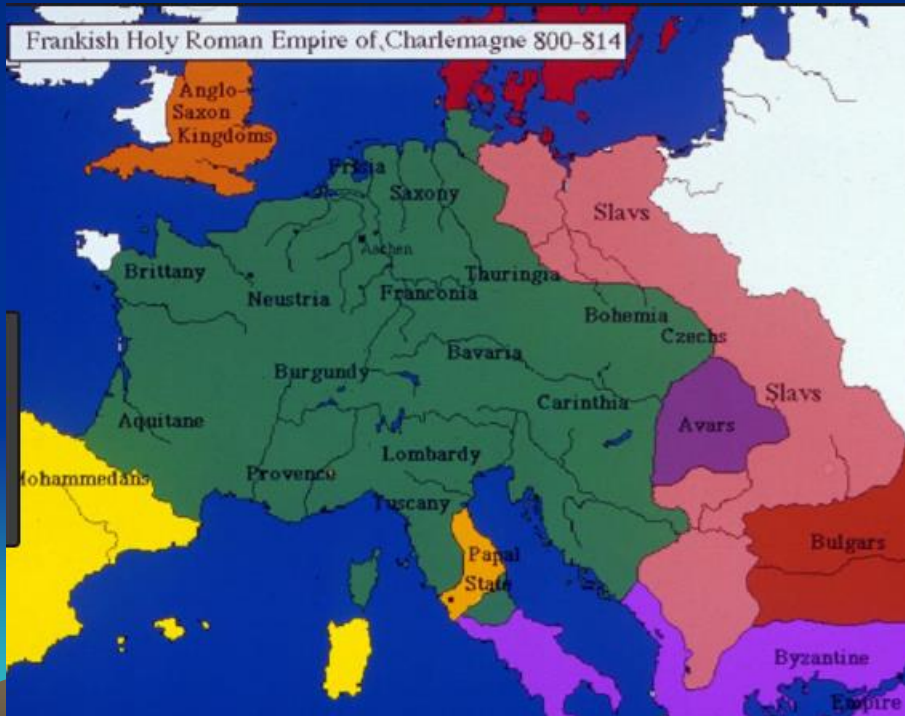 Frankish Holy Roman Empire of Charlemagne 800-814
Anglo-
Saxon
Kingdoms
Frisia
Saxony
Slavs
Aachen
Brittany
Thuringia
Neustria
Franconia
Bohemia
Czechs
Bavaria
Burgundy
Slavs
Carinthia
Aquitane
Avars
Lombardy
Mohammedans
Provence
Tuscany
Bulgars
Papal
State
Byzantine
Empire